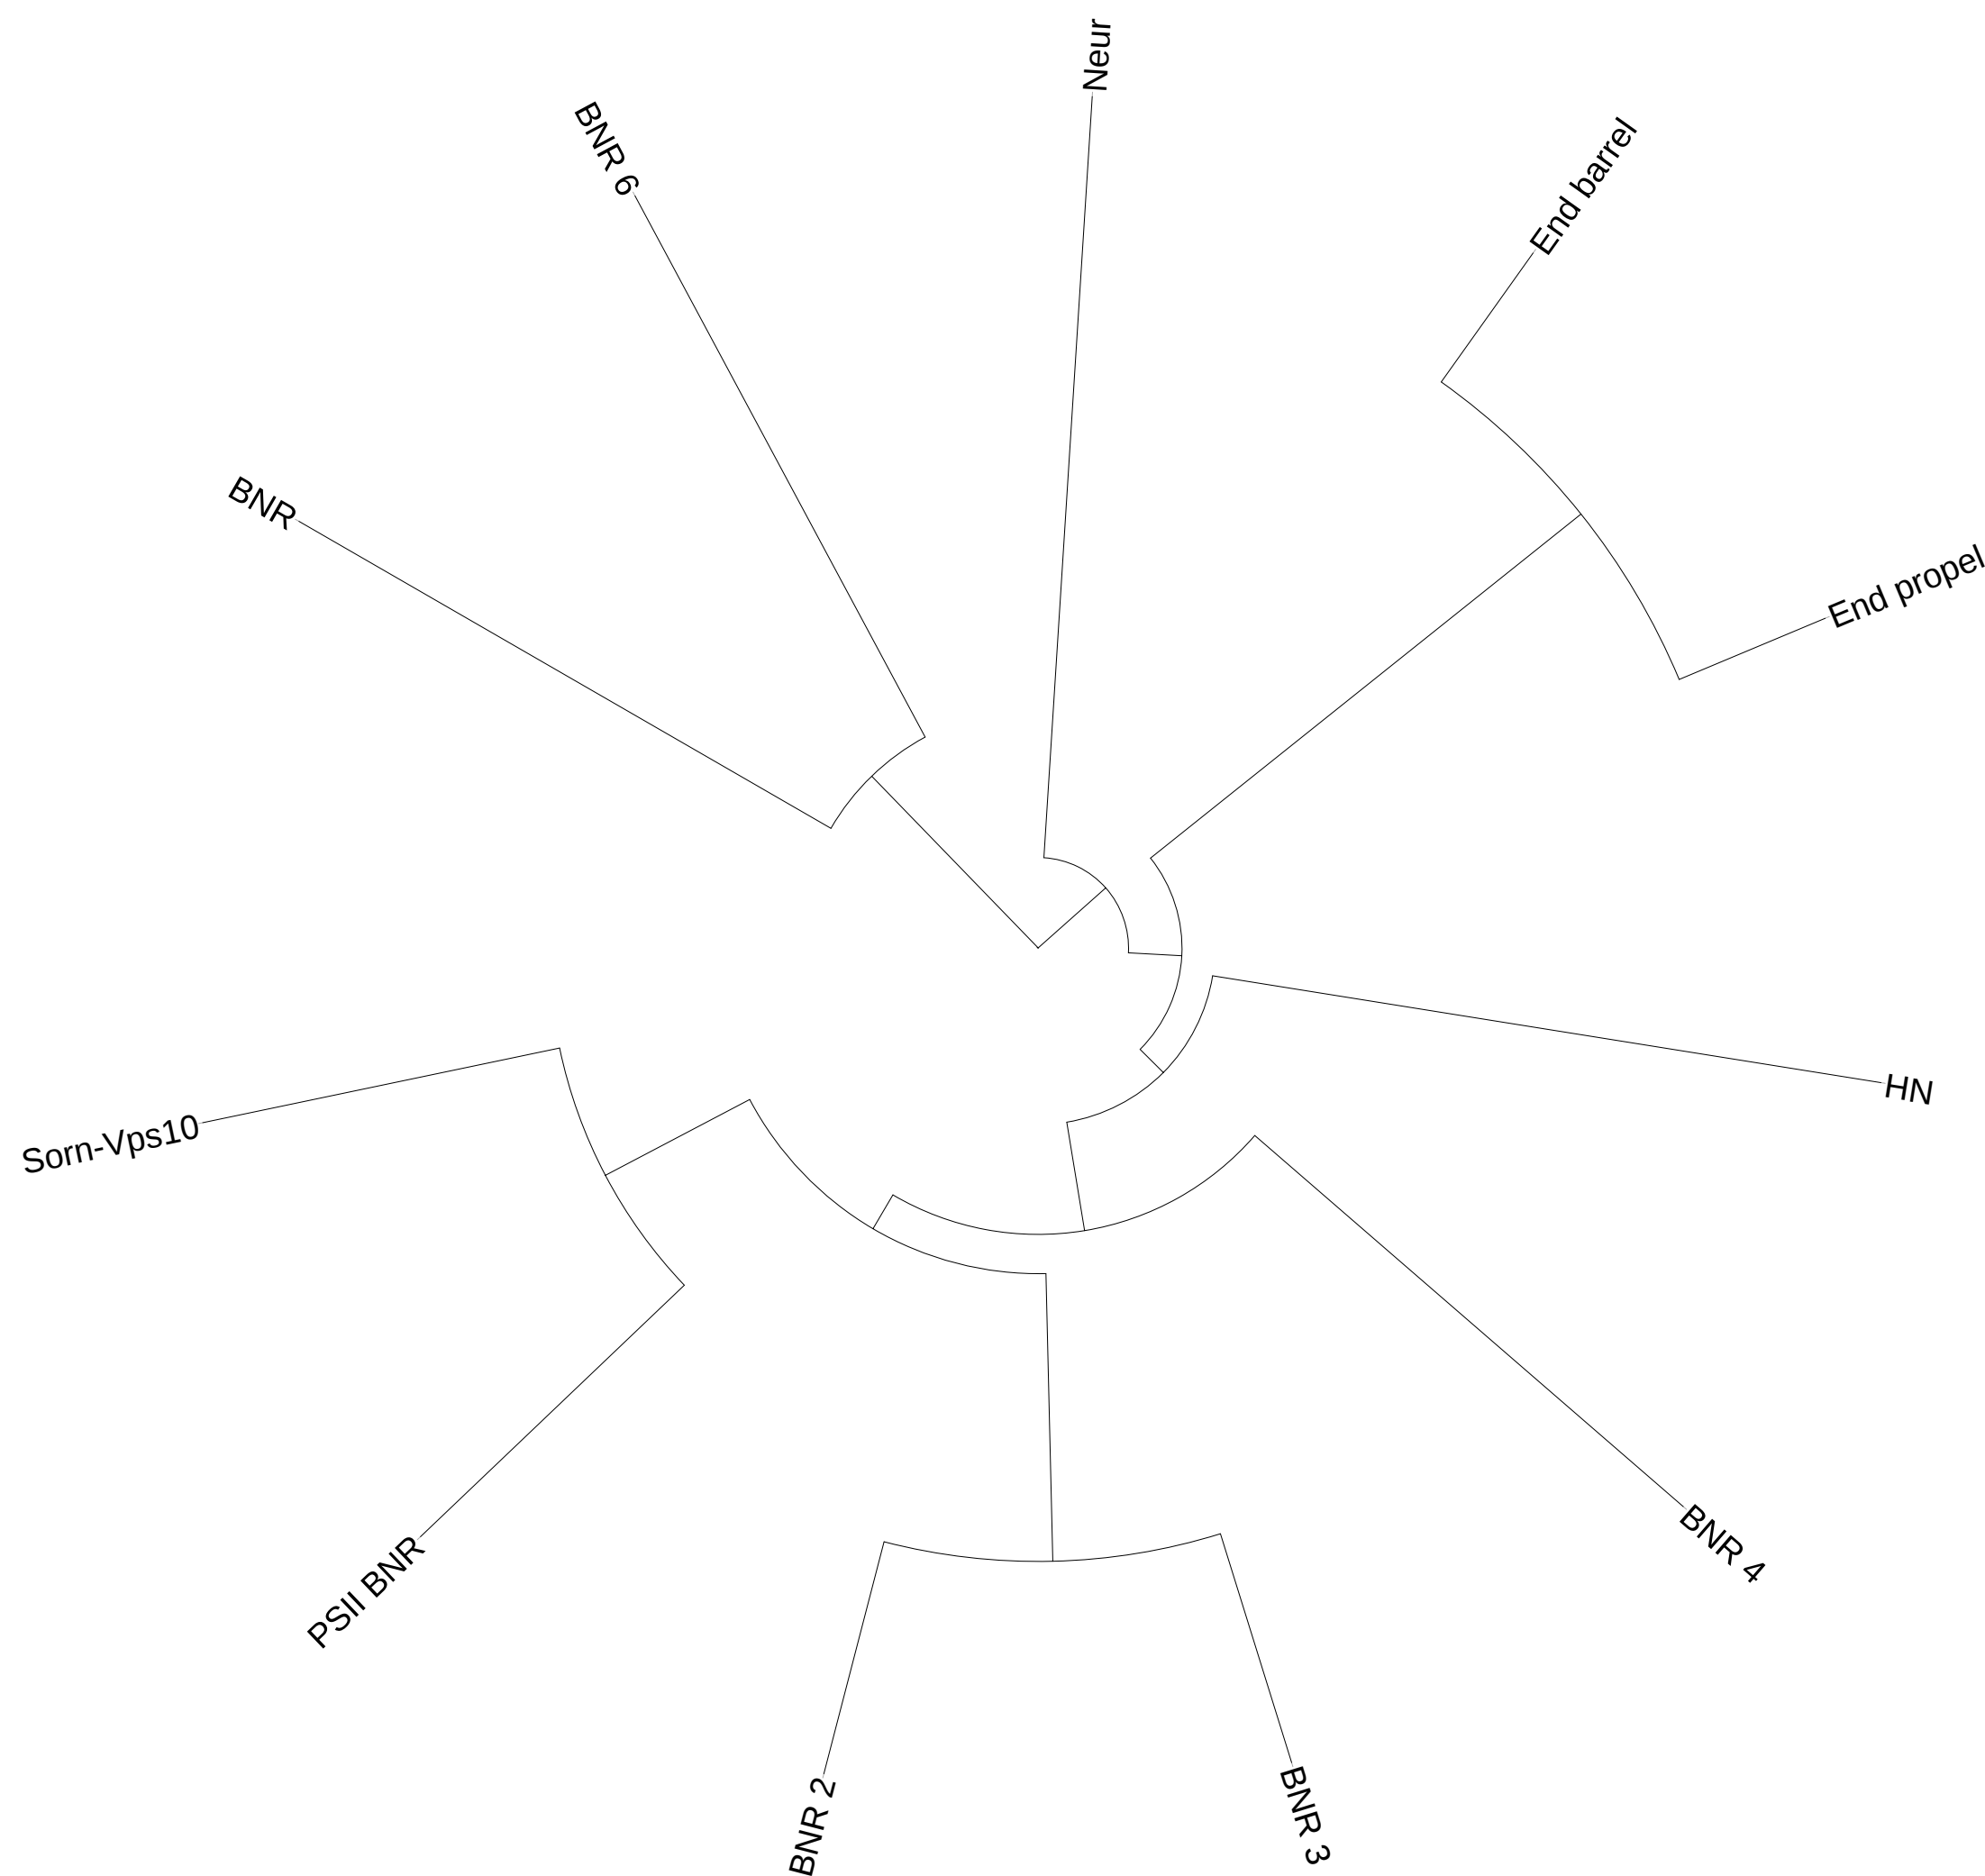 Neur
BNR 6
End barrel
BNR
End propel
HN
Sorn-Vps10
BNR 4
PSII BNR
BNR 2
BNR 3